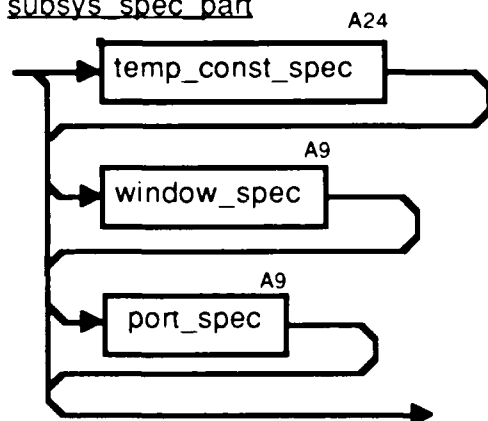 subsys_spec_part
A24
temp_const_spec
A9
window_spec
A9
port_spec